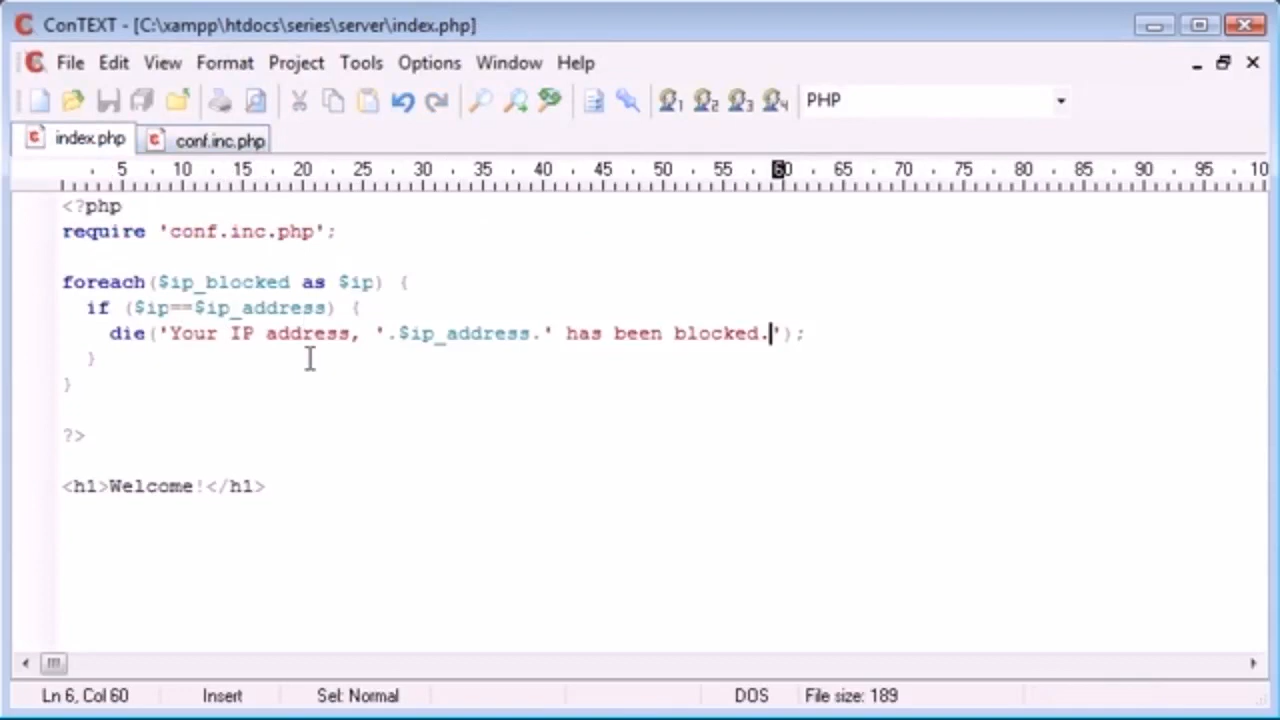 ConTEXT - [C:\xampp\htdocs\series\server\index.php]
File Edit View Format Project Tools Options Window Help
PHP
index.php conf.inc.php
5 10 15 20 25 30 35 40 45 50 55 60 65 70 75 80 85 90 95 10
<?php
require 'conf.inc.php';
foreach($ip_blocked as $ip) {
if ($ip==$ip_address) {
die('Your IP address, '.$ip_address.' has been blocked.');
}
}
?>
<h1>Welcome!</h1>
Ln 6, Col 60 Insert Sel: Normal DOS File size: 189